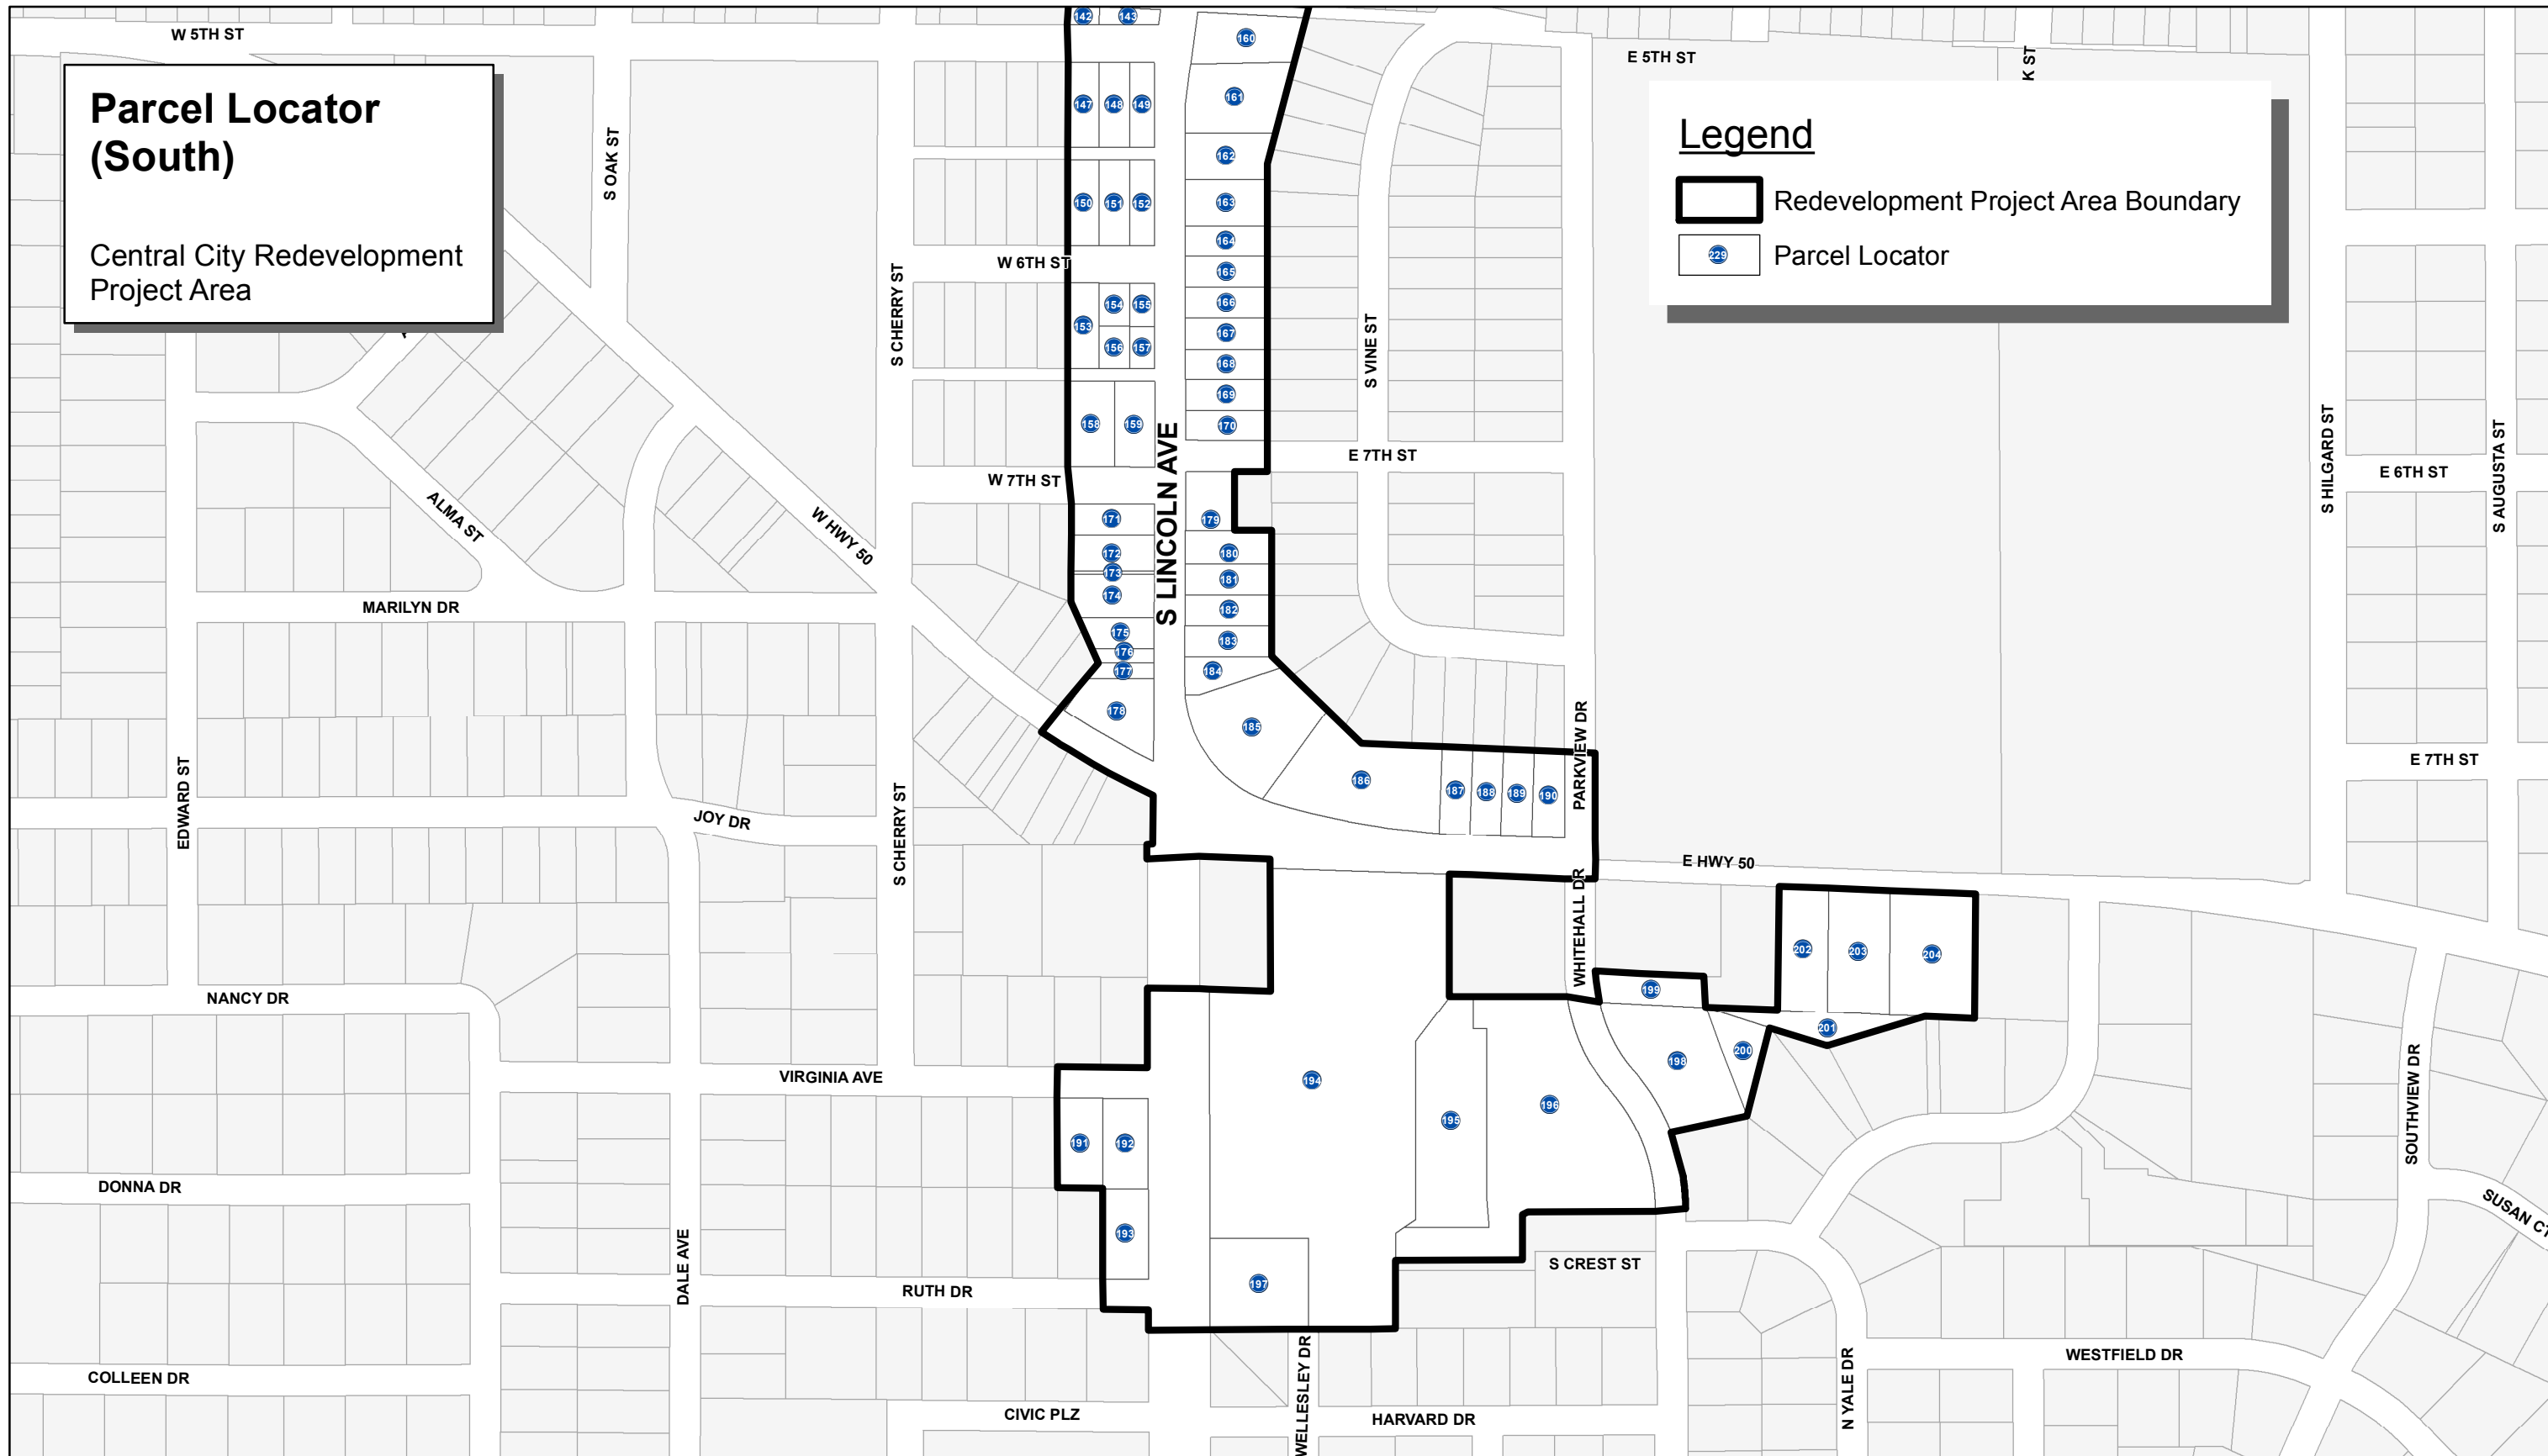 Parcel Locator
(South)
Central City Redevelopment
Project Area
Legend
Redevelopment Project Area Boundary
229
Parcel Locator
W 5TH ST
E 5TH ST
K ST
S OAK ST
S CHERRY ST
W 6TH ST
S VINE ST
S LINCOLN AVE
W 7TH ST
E 7TH ST
S HILGARD ST
E 6TH ST
S AUGUSTA ST
ALMA ST
W HWY 50
MARILYN DR
PARKVIEW DR
E 7TH ST
EDWARD ST
JOY DR
S CHERRY ST
E HWY 50
WHITEHALL DR
NANCY DR
VIRGINIA AVE
SOUTHVIEW DR
DONNA DR
SUSAN CT
DALE AVE
RUTH DR
S CREST ST
COLLEEN DR
WELLESLEY DR
N YALE DR
WESTFIELD DR
CIVIC PLZ
HARVARD DR
142
143
160
161
147
148
149
162
150
151
152
163
164
165
154
155
166
153
167
156
157
168
169
158
159
170
171
179
172
180
173
181
174
182
175
183
176
177
184
178
185
186
187
188
189
190
202
203
204
199
201
198
200
194
196
195
191
192
193
197